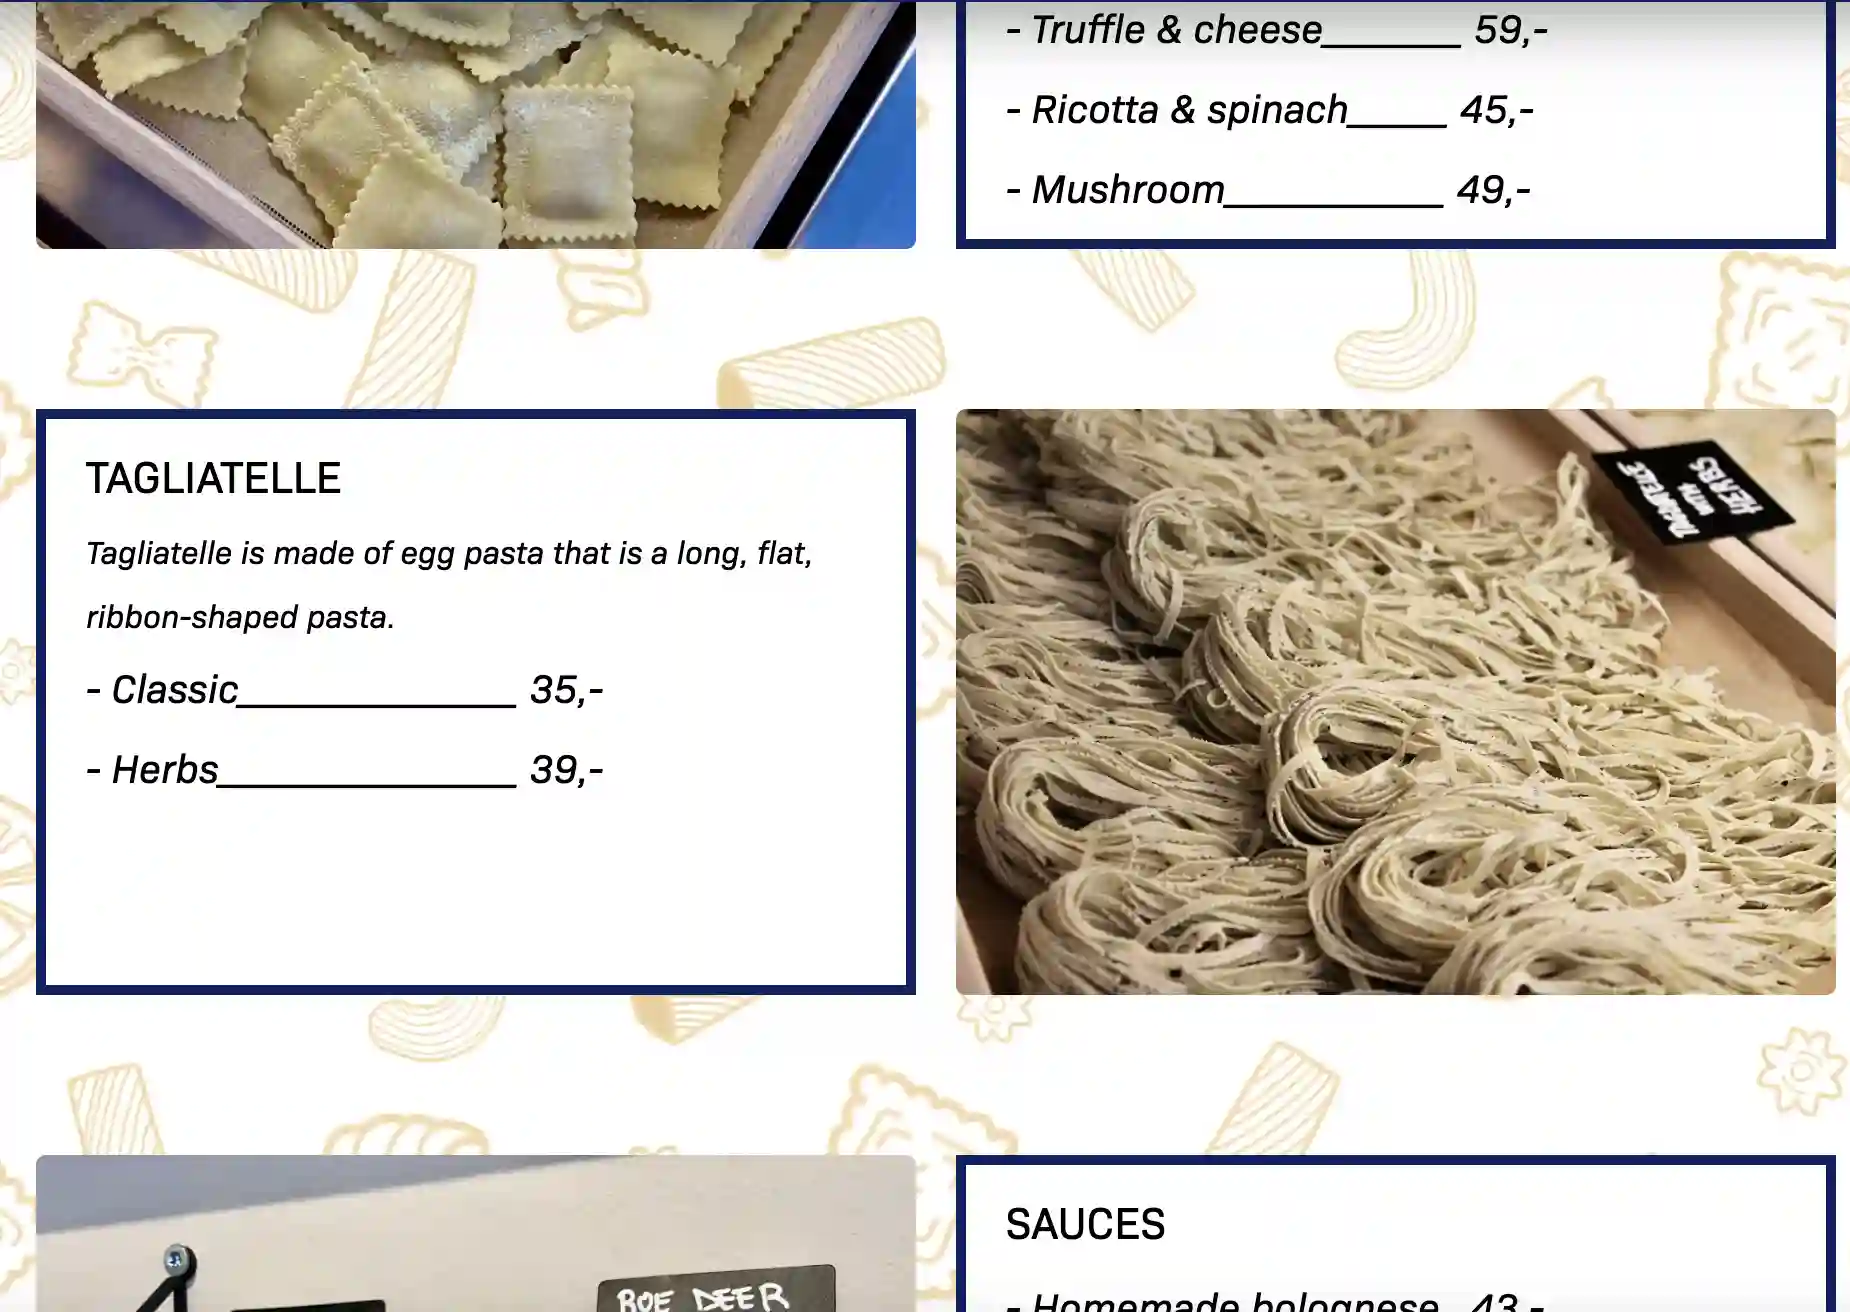 - Truffle & cheese_______ 59,-
- Ricotta & spinach_____ 45,-
- Mushroom___________ 49,-
TAGLIATELLE
Tagliatelle is made of egg pasta that is a long, flat,
ribbon-shaped pasta.
- Classic______________ 35,-
- Herbs_______________ 39,-
TAGLIATELLE
WITH
HERBS
ROE DEER
SAUCES
- Homemade bolognese_ 43,-